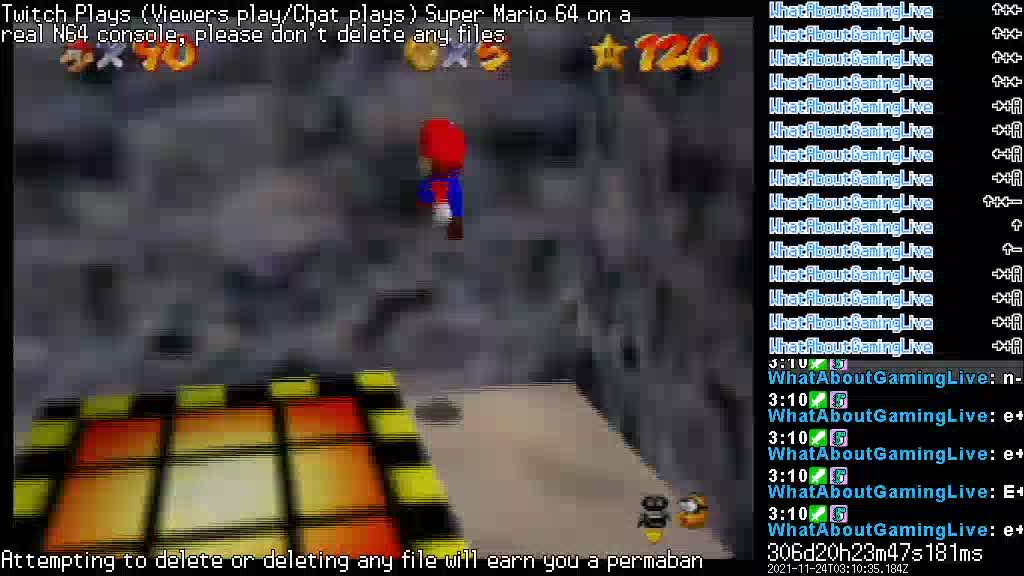 Twitch Plays (Viewers play/Chat plays) Super Mario 64 on a
real N64 console, please don't delete any files
x 90
x 5
120
WhatAboutGamingLive
WhatAboutGamingLive
WhatAboutGamingLive
WhatAboutGamingLive
WhatAboutGamingLive →+A
WhatAboutGamingLive →+A
WhatAboutGamingLive ←+A
WhatAboutGamingLive →+A
WhatAboutGamingLive
WhatAboutGamingLive ↑
WhatAboutGamingLive ↑-
WhatAboutGamingLive →+A
WhatAboutGamingLive →+A
WhatAboutGamingLive →+A
WhatAboutGamingLive →+A
3:10
WhatAboutGamingLive: n-
3:10
WhatAboutGamingLive: e+
3:10
WhatAboutGamingLive: e+
3:10
WhatAboutGamingLive: E+
3:10
WhatAboutGamingLive: e+
306d20h23m47s181ms
2021-11-24T03:10:35.184Z
Attempting to delete or deleting any file will earn you a permaban